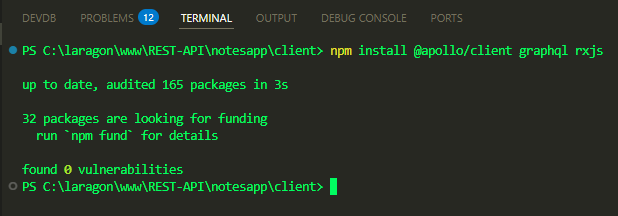 DEVDB PROBLEMS 12 TERMINAL OUTPUT DEBUG CONSOLE PORTS
PS C:\laragon\www\REST-API\notesapp\client> npm install @apollo/client graphql rxjs
up to date, audited 165 packages in 3s
32 packages are looking for funding
  run `npm fund` for details
found 0 vulnerabilities
PS C:\laragon\www\REST-API\notesapp\client>